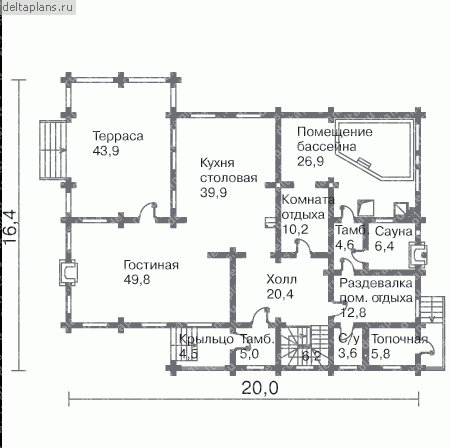 deltaplans.ru
Терраса
43,9
Кухня
столовая
39,9
Помещение
бассейна
26,9
Комната
отдыха
10,2
Тамб.
4,6
Сауна
6,4
Гостиная
49,8
Холл
20,4
Раздевалка
пом. отдыха
12,8
Крыльцо
4,5
Тамб.
5,0
6,2
С/у
3,6
Топочная
5,8
16,4
20,0